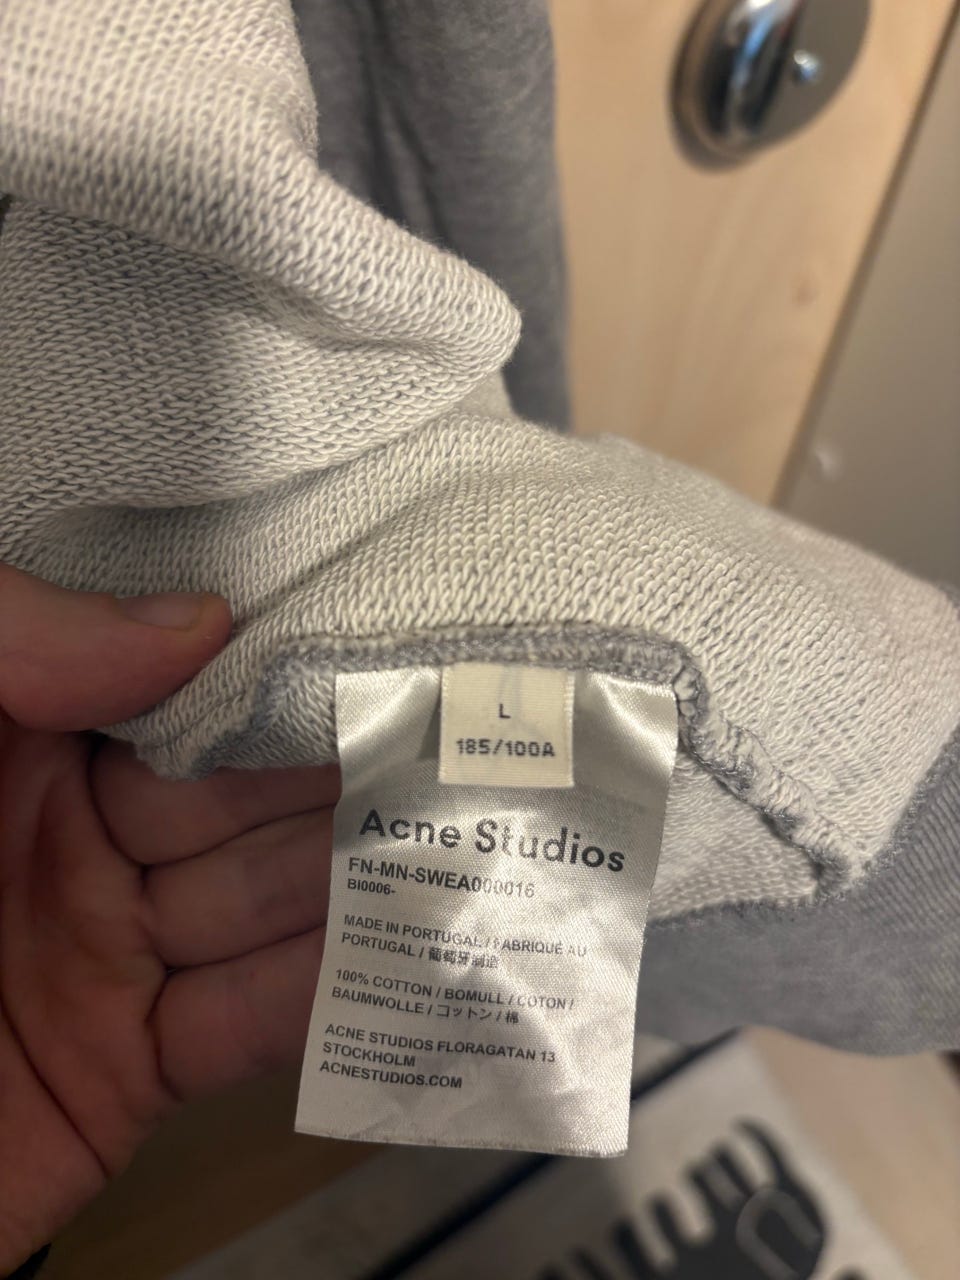 L
185/100A
Acne Studios
FN-MN-SWEA000016
BI0006-
MADE IN PORTUGAL / FABRIQUÉ AU
PORTUGAL / 葡萄牙制造
100% COTTON / BOMULL / COTON /
BAUMWOLLE / コットン / 棉
ACNE STUDIOS FLORAGATAN 13
STOCKHOLM
ACNESTUDIOS.COM